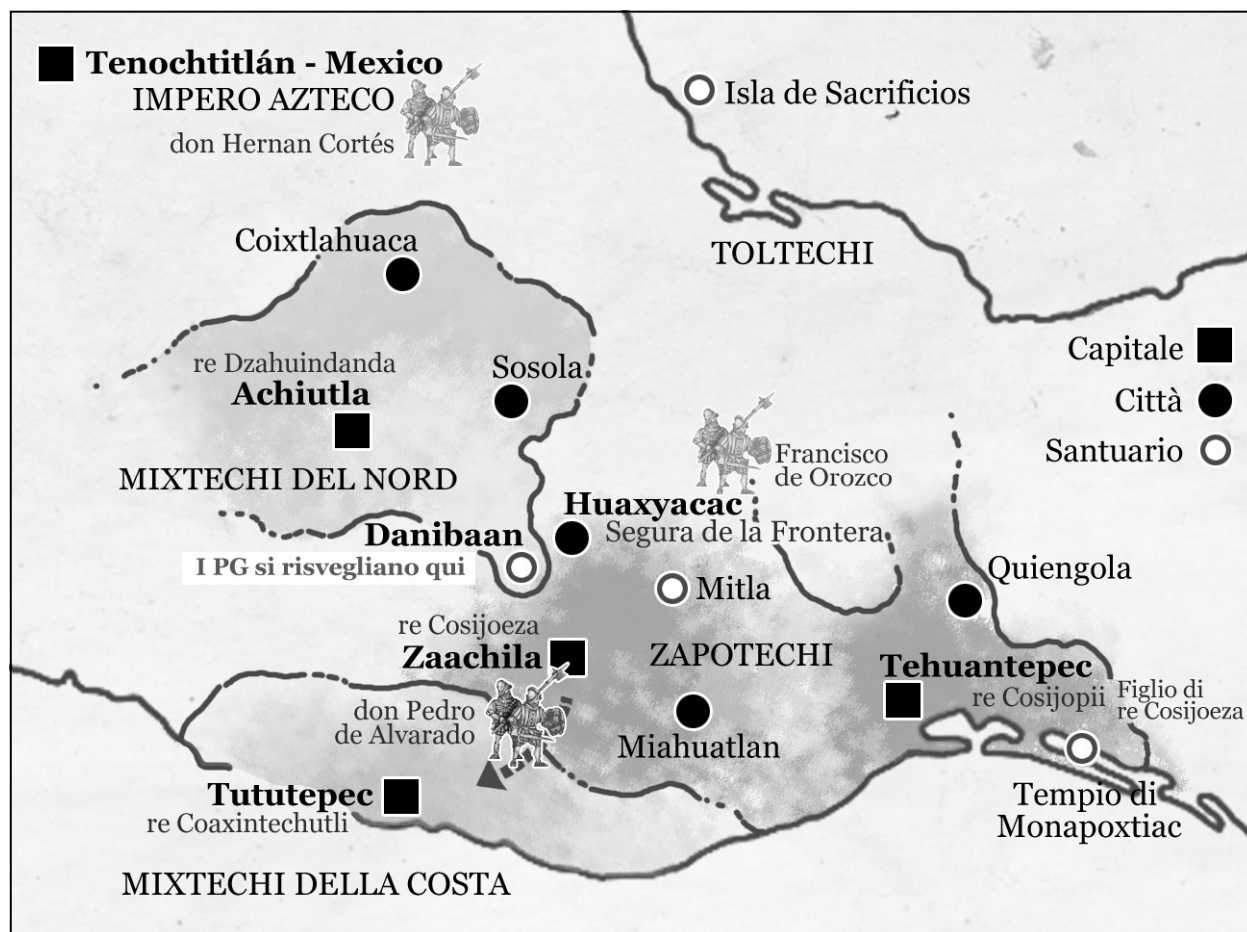 Tenochtitlán - Mexico
IMPERO AZTECO
don Hernan Cortés
Isla de Sacrificios
TOLTECHI
Coixtlahuaca
Capitale
Città
Santuario
re Dzahuindanda
Achiutla
Sosola
MIXTECHI DEL NORD
Francisco
de Orozco
Huaxyacac
Segura de la Frontera
Danibaan
I PG si risvegliano qui
Mitla
Quiengola
re Cosijoeza
Zaachila
ZAPOTECHI
Tehuantepec
re Cosijopii
Figlio di
re Cosijoeza
don Pedro
de Alvarado
Miahuatlan
Tututepec
re Coaxintechutli
Tempio di
Monapoxtiac
MIXTECHI DELLA COSTA